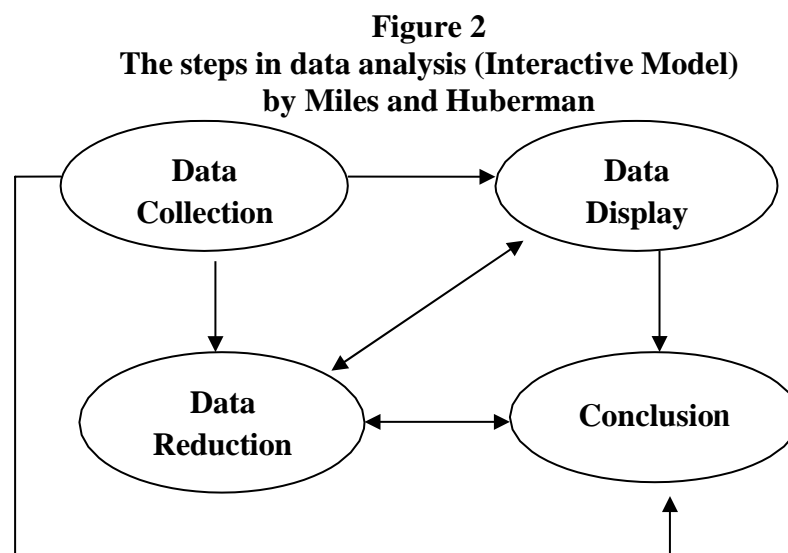 Figure 2
The steps in data analysis (Interactive Model)
by Miles and Huberman
Data
Collection
Data
Display
Data
Reduction
Conclusion